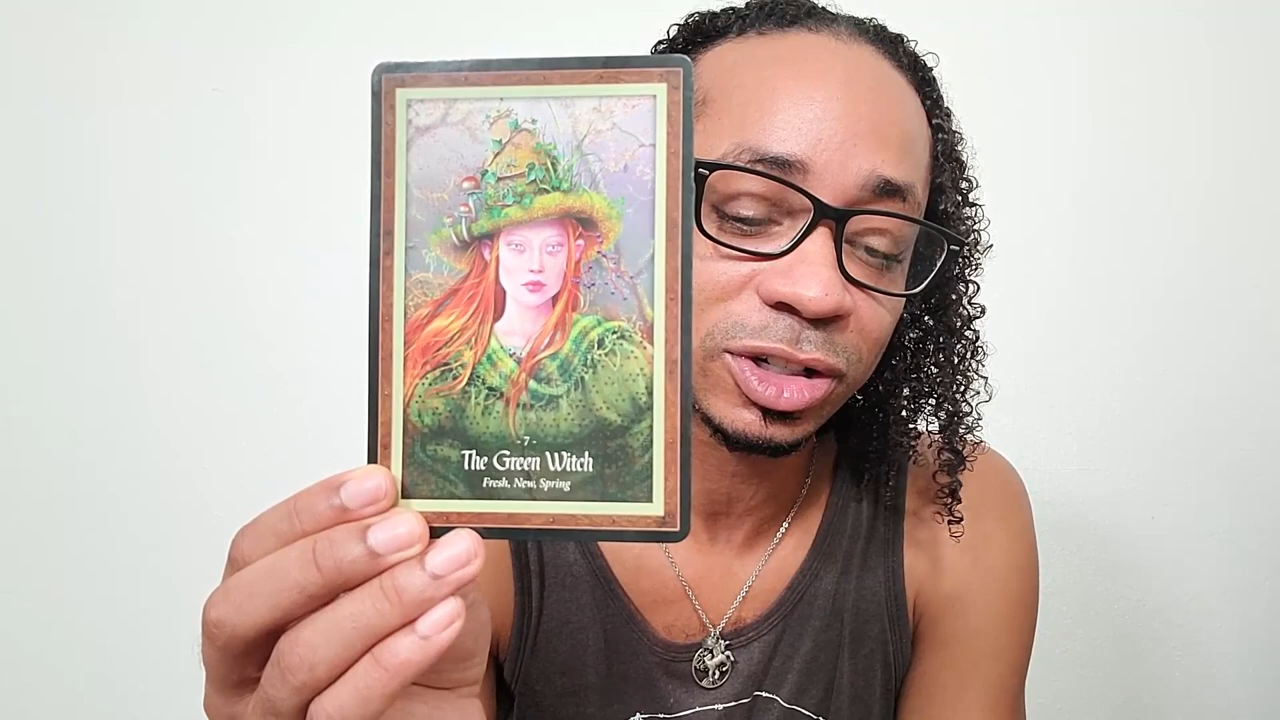 - 7 -
The Green Witch
Fresh, New, Spring